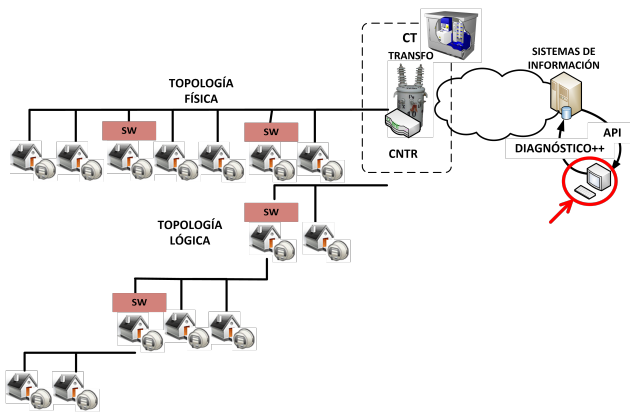 CT
TRANSFO
SISTEMAS DE
INFORMACIÓN
TOPOLOGÍA
FÍSICA
SW
SW
API
DIAGNÓSTICO++
CNTR
SW
TOPOLOGÍA
LÓGICA
SW